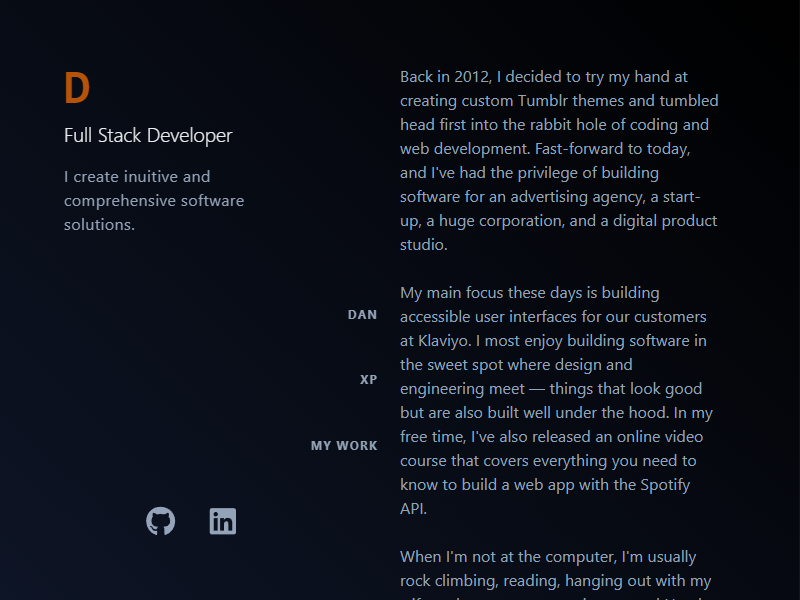 D
Full Stack Developer
I create inuitive and
comprehensive software
solutions.
DAN
XP
MY WORK
Back in 2012, I decided to try my hand at
creating custom Tumblr themes and tumbled
head first into the rabbit hole of coding and
web development. Fast-forward to today,
and I've had the privilege of building
software for an advertising agency, a start-
up, a huge corporation, and a digital product
studio.
My main focus these days is building
accessible user interfaces for our customers
at Klaviyo. I most enjoy building software in
the sweet spot where design and
engineering meet — things that look good
but are also built well under the hood. In my
free time, I've also released an online video
course that covers everything you need to
know to build a web app with the Spotify
API.
When I'm not at the computer, I'm usually
rock climbing, reading, hanging out with my